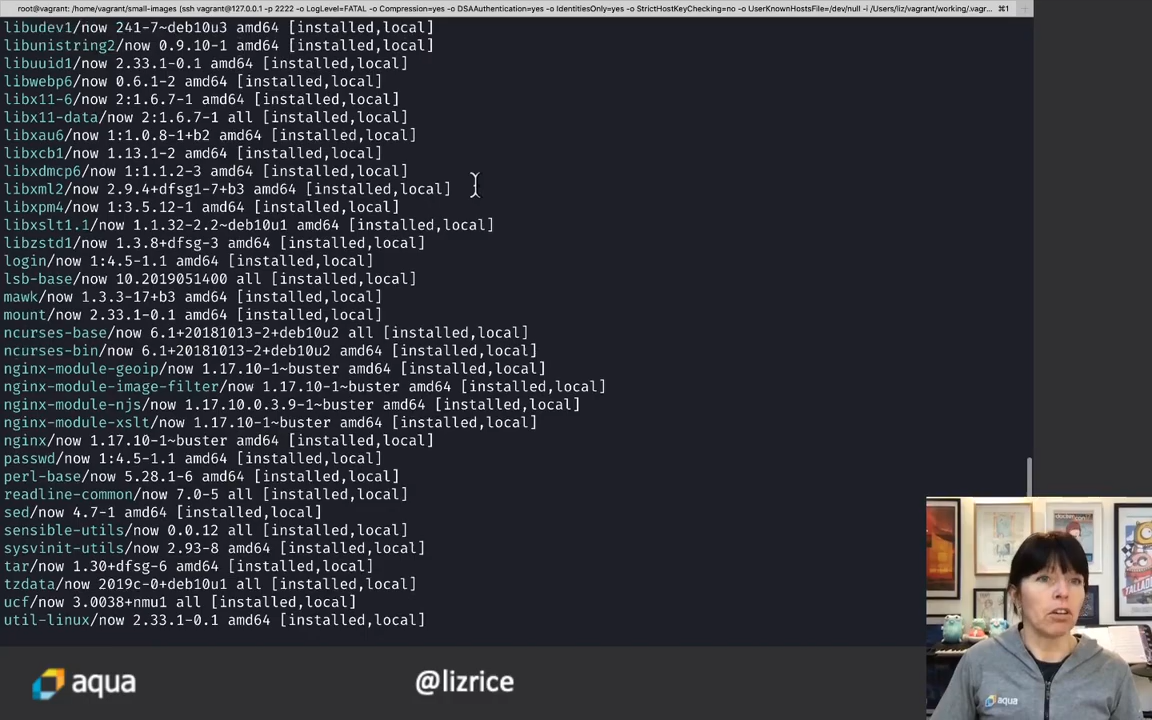 root@vagrant: /home/vagrant/small-images (ssh vagrant@127.0.0.1 -p 2222 -o LogLevel=FATAL -o Compression=yes -o DSAAuthentication=yes -o IdentitiesOnly=yes -o StrictHostKeyChecking=no -o UserKnownHostsFile=/dev/null -i /Users/liz/vagrant/working/.vagr... ⌘1
libudev1/now 241-7~deb10u3 amd64 [installed,local]
libunistring2/now 0.9.10-1 amd64 [installed,local]
libuuid1/now 2.33.1-0.1 amd64 [installed,local]
libwebp6/now 0.6.1-2 amd64 [installed,local]
libx11-6/now 2:1.6.7-1 amd64 [installed,local]
libx11-data/now 2:1.6.7-1 all [installed,local]
libxau6/now 1:1.0.8-1+b2 amd64 [installed,local]
libxcb1/now 1.13.1-2 amd64 [installed,local]
libxdmcp6/now 1:1.1.2-3 amd64 [installed,local]
libxml2/now 2.9.4+dfsg1-7+b3 amd64 [installed,local]
libxpm4/now 1:3.5.12-1 amd64 [installed,local]
libxslt1.1/now 1.1.32-2.2~deb10u1 amd64 [installed,local]
libzstd1/now 1.3.8+dfsg-3 amd64 [installed,local]
login/now 1:4.5-1.1 amd64 [installed,local]
lsb-base/now 10.2019051400 all [installed,local]
mawk/now 1.3.3-17+b3 amd64 [installed,local]
mount/now 2.33.1-0.1 amd64 [installed,local]
ncurses-base/now 6.1+20181013-2+deb10u2 all [installed,local]
ncurses-bin/now 6.1+20181013-2+deb10u2 amd64 [installed,local]
nginx-module-geoip/now 1.17.10-1~buster amd64 [installed,local]
nginx-module-image-filter/now 1.17.10-1~buster amd64 [installed,local]
nginx-module-njs/now 1.17.10.0.3.9-1~buster amd64 [installed,local]
nginx-module-xslt/now 1.17.10-1~buster amd64 [installed,local]
nginx/now 1.17.10-1~buster amd64 [installed,local]
passwd/now 1:4.5-1.1 amd64 [installed,local]
perl-base/now 5.28.1-6 amd64 [installed,local]
readline-common/now 7.0-5 all [installed,local]
sed/now 4.7-1 amd64 [installed,local]
sensible-utils/now 0.0.12 all [installed,local]
sysvinit-utils/now 2.93-8 amd64 [installed,local]
tar/now 1.30+dfsg-6 amd64 [installed,local]
tzdata/now 2019c-0+deb10u1 all [installed,local]
ucf/now 3.0038+nmu1 all [installed,local]
util-linux/now 2.33.1-0.1 amd64 [installed,local]
aqua
@lizrice
aqua